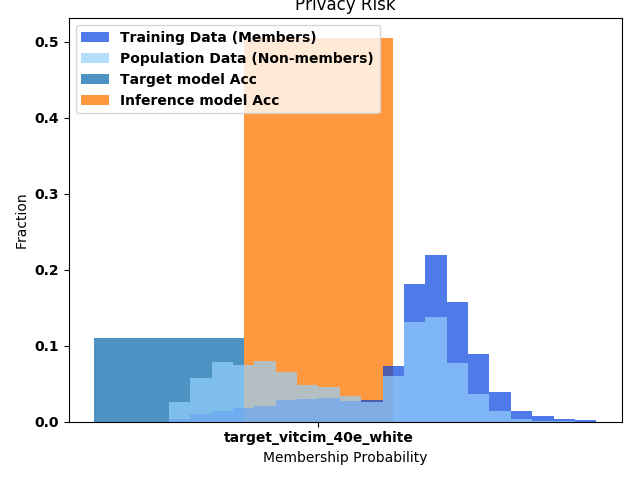 Privacy Risk
Training Data (Members)
Population Data (Non-members)
Target model Acc
Inference model Acc
0.5
0.4
0.3
0.2
0.1
0.0
Fraction
target_vitcim_40e_white
Membership Probability